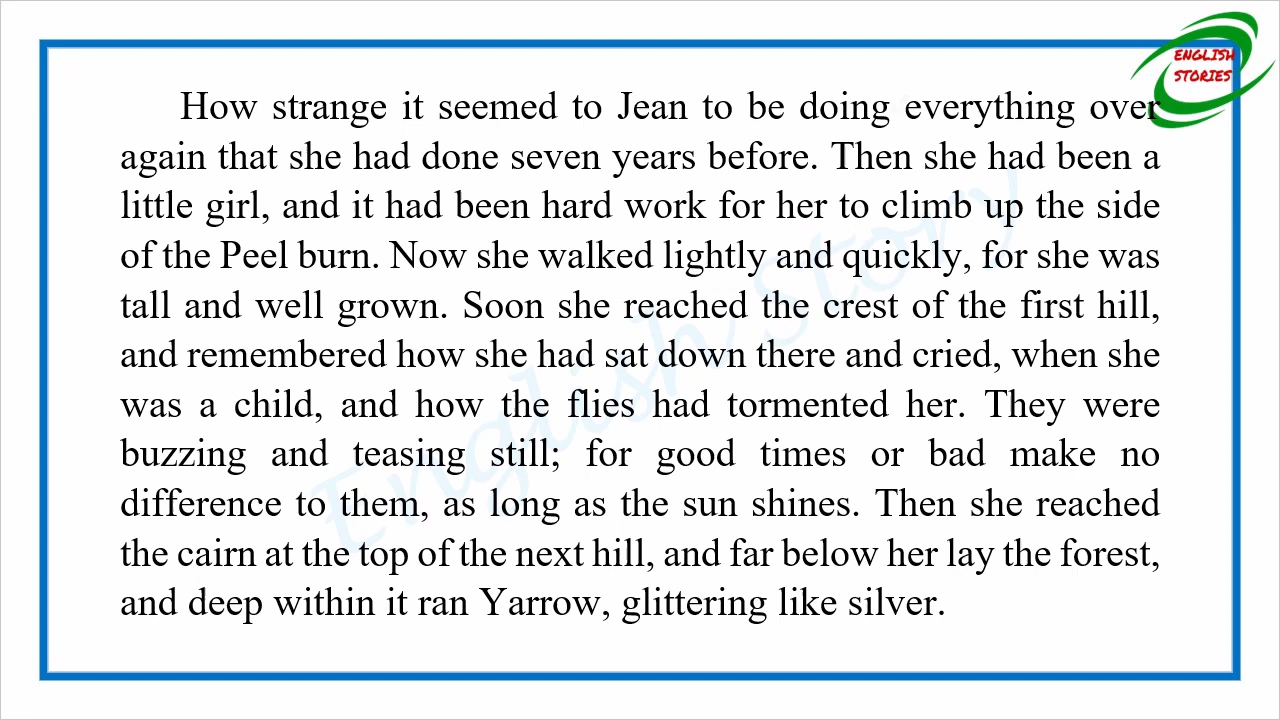 ENGLISH
STORIES
How strange it seemed to Jean to be doing everything over
again that she had done seven years before. Then she had been a
little girl, and it had been hard work for her to climb up the side
of the Peel burn. Now she walked lightly and quickly, for she was
tall and well grown. Soon she reached the crest of the first hill,
and remembered how she had sat down there and cried, when she
was a child, and how the flies had tormented her. They were
buzzing and teasing still; for good times or bad make no
difference to them, as long as the sun shines. Then she reached
the cairn at the top of the next hill, and far below her lay the forest,
and deep within it ran Yarrow, glittering like silver.
English Story